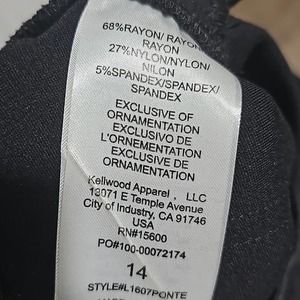 68%RAYON/ RAYON/
RAYON
27%NYLON/NYLON/
NILON
5%SPANDEX/SPANDEX/
SPANDEX
EXCLUSIVE OF
ORNAMENTATION
EXCLUSIVE DE
L'ORNEMENTATION
EXCLUSIVO DE
ORNAMENTATION
Kellwood Apparel , LLC
13071 E Temple Avenue
City of Industry, CA 91746
USA
RN#15600
PO#100-00072174
14
STYLE#L1607PONTE